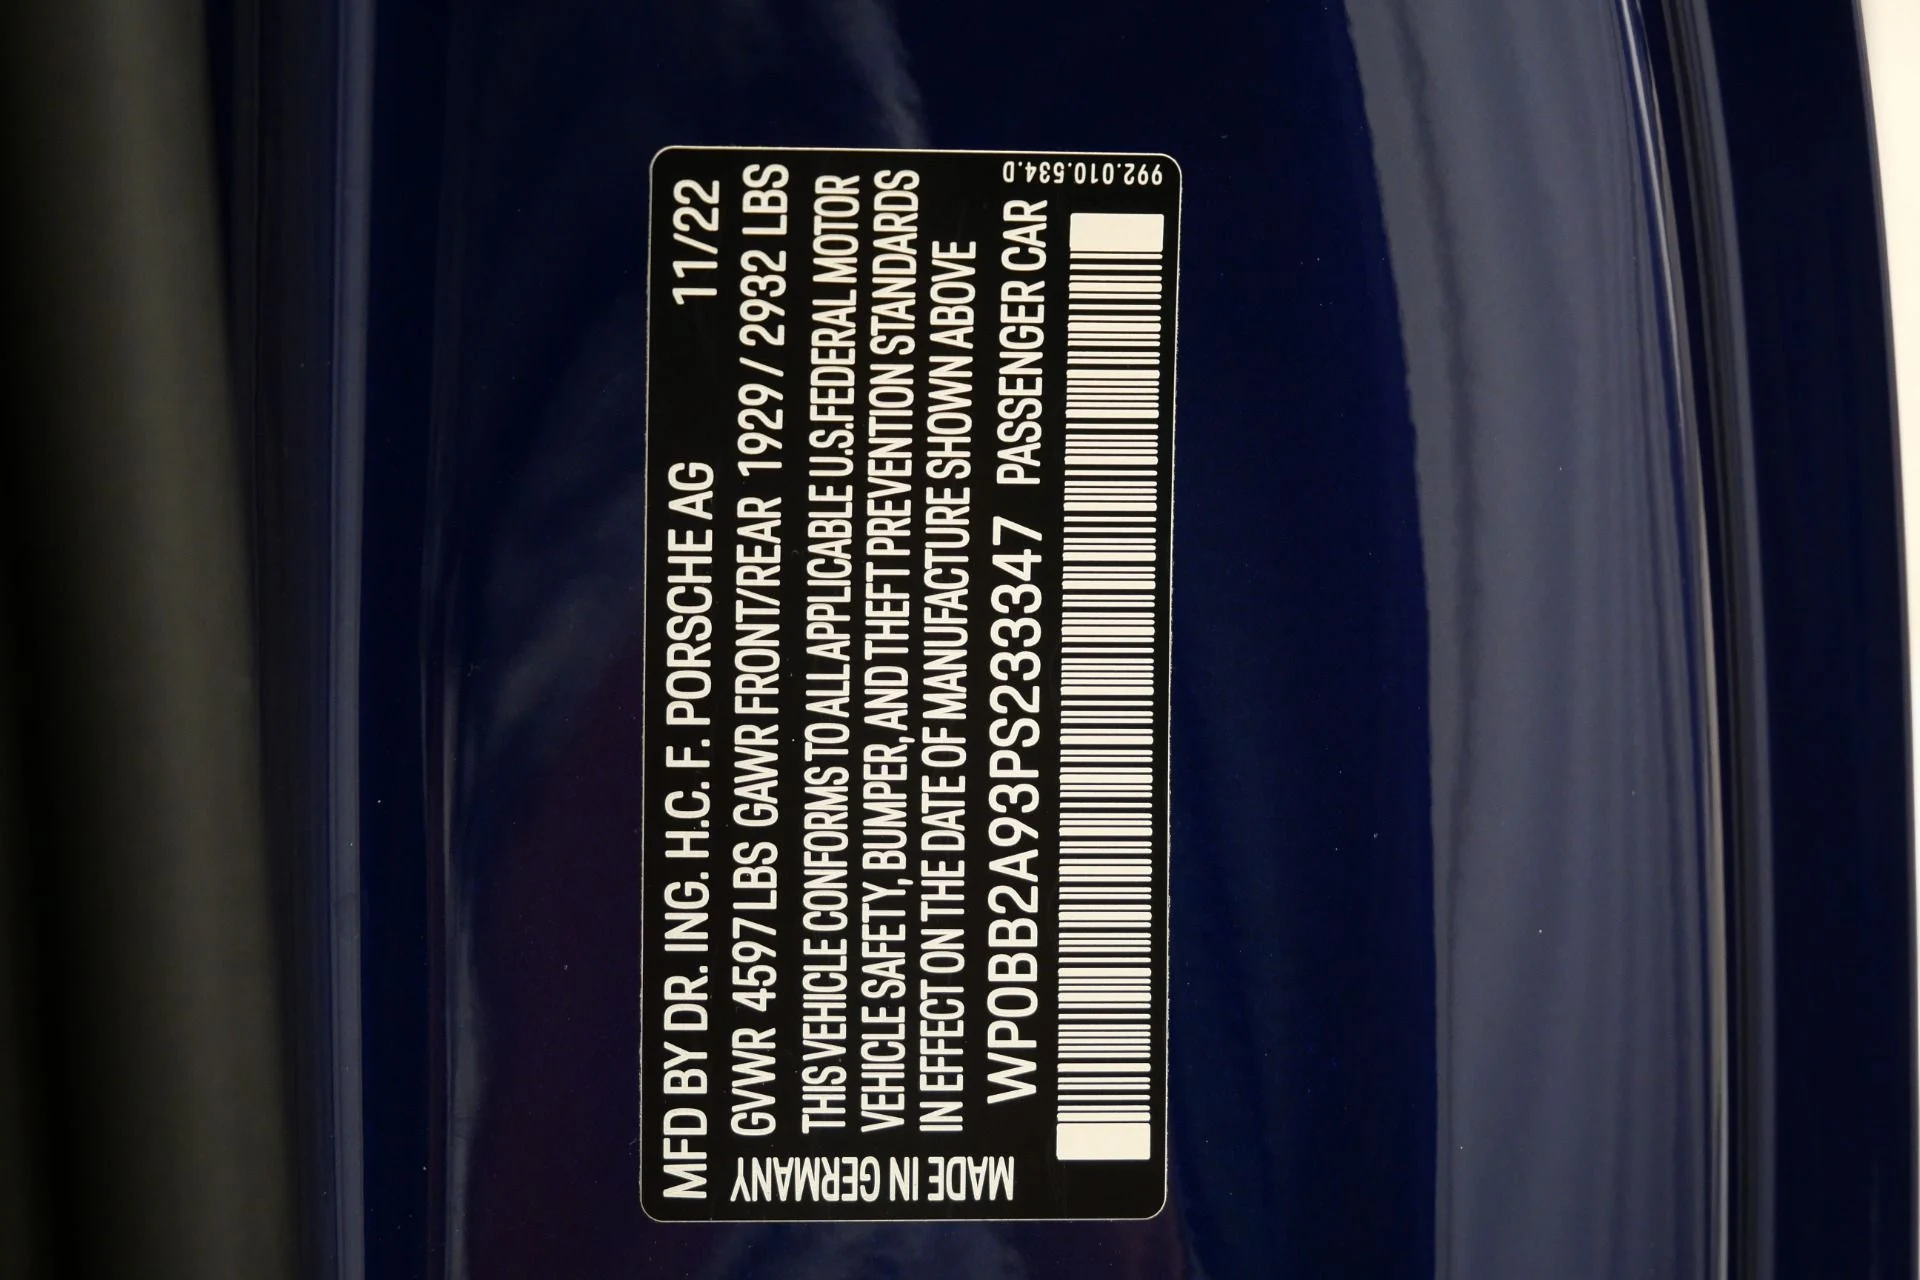 MFD BY DR. ING. H.C. F. PORSCHE AG 11/22
GVWR 4597 LBS GAWR FRONT/REAR 1929 / 2932 LBS
THIS VEHICLE CONFORMS TO ALL APPLICABLE U.S. FEDERAL MOTOR
VEHICLE SAFETY, BUMPER, AND THEFT PREVENTION STANDARDS
IN EFFECT ON THE DATE OF MANUFACTURE SHOWN ABOVE
WP0BB2A93PS233347 PASSENGER CAR
MADE IN GERMANY
992.010.534.D